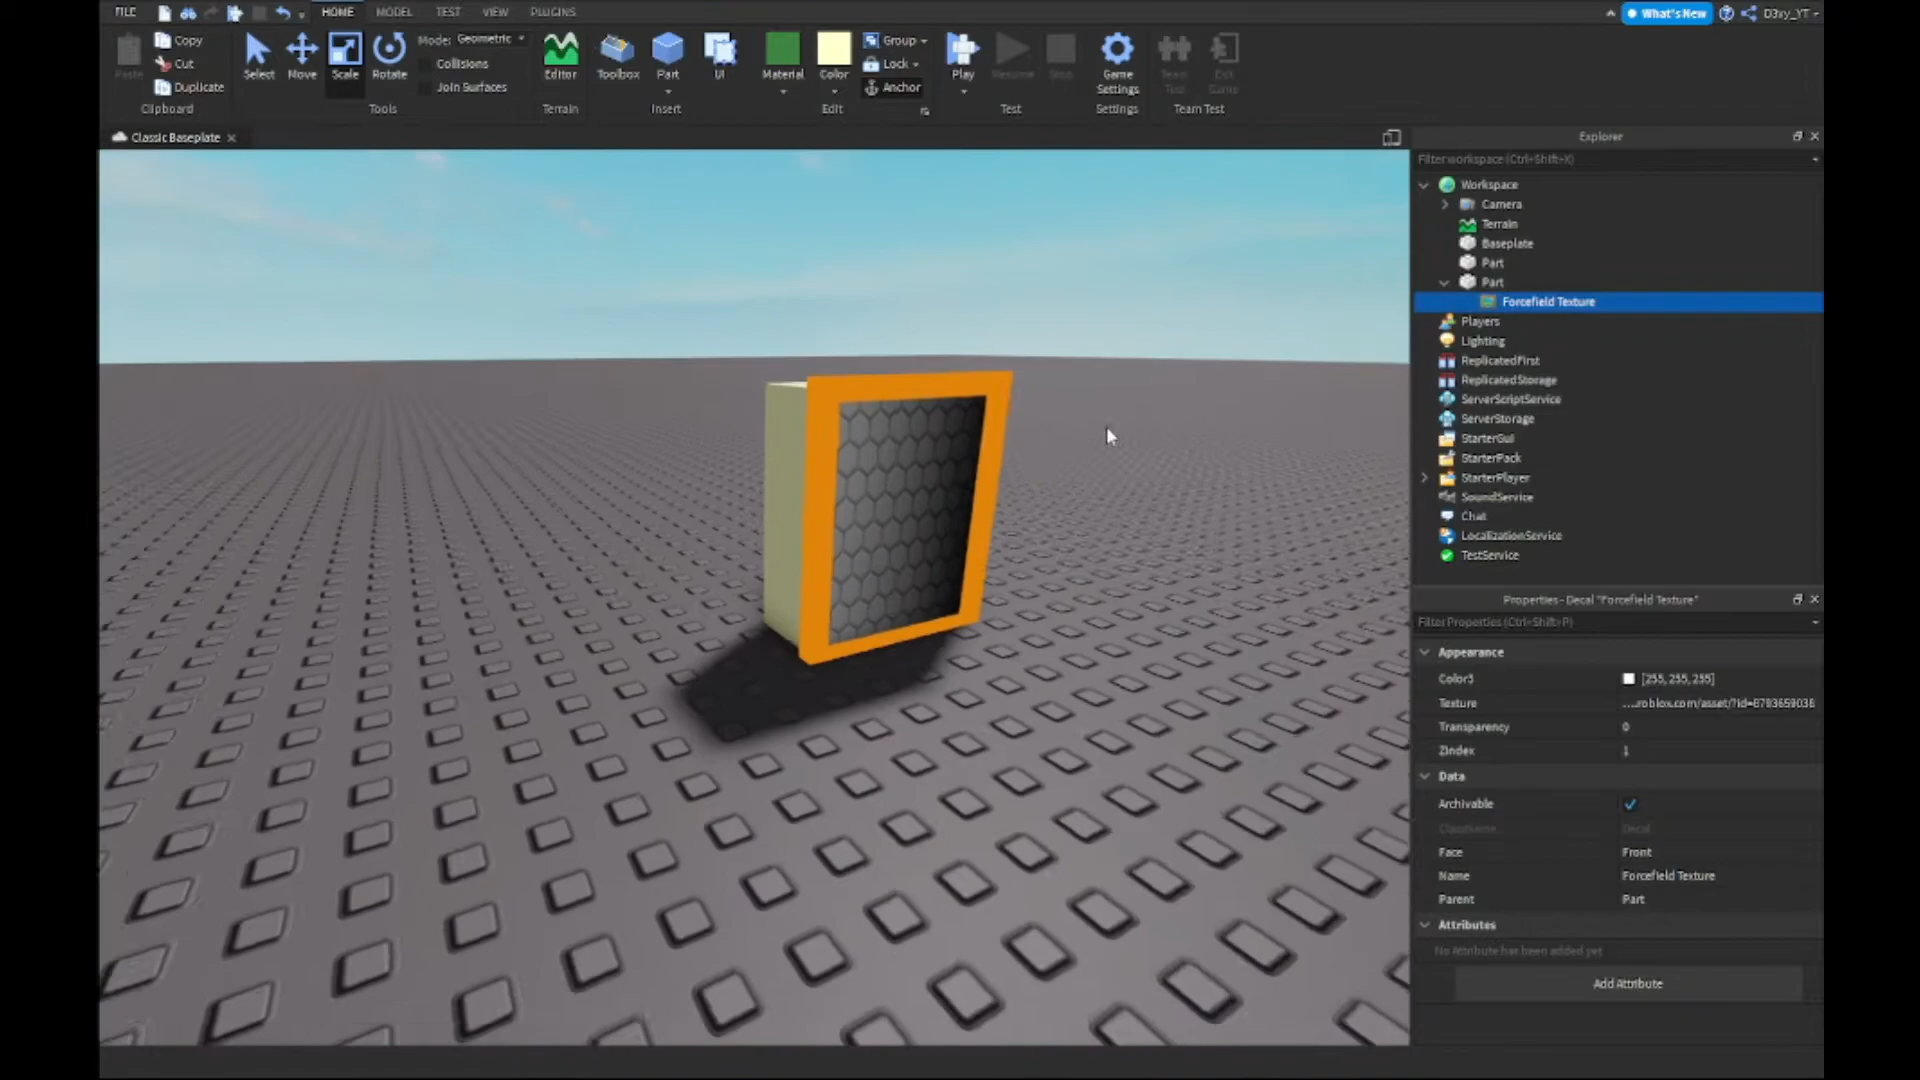 FILE HOME MODEL TEST VIEW PLUGINS What's New D3vy_YT
Paste Copy Cut Duplicate Clipboard
Select Move Scale Rotate Mode: Geometric Collisions Join Surfaces Tools
Editor Terrain
Toolbox Part UI Insert
Material Color Group Lock Anchor Edit
Play Resume Stop Test
Game Settings Settings
Team Test Exit Game Team Test
Classic Baseplate
Explorer
Filter workspace (Ctrl+Shift+X)
Workspace
Camera
Terrain
Baseplate
Part
Part
Forcefield Texture
Players
Lighting
ReplicatedFirst
ReplicatedStorage
ServerScriptService
ServerStorage
StarterGui
StarterPack
StarterPlayer
SoundService
Chat
LocalizationService
TestService
Properties - Decal "Forcefield Texture"
Filter Properties (Ctrl+Shift+P)
Appearance
Color3 [255, 255, 255]
Texture ....roblox.com/asset/?id=8793659038
Transparency 0
ZIndex 1
Data
Archivable
ClassName Decal
Face Front
Name Forcefield Texture
Parent Part
Attributes
No Attribute has been added yet
Add Attribute